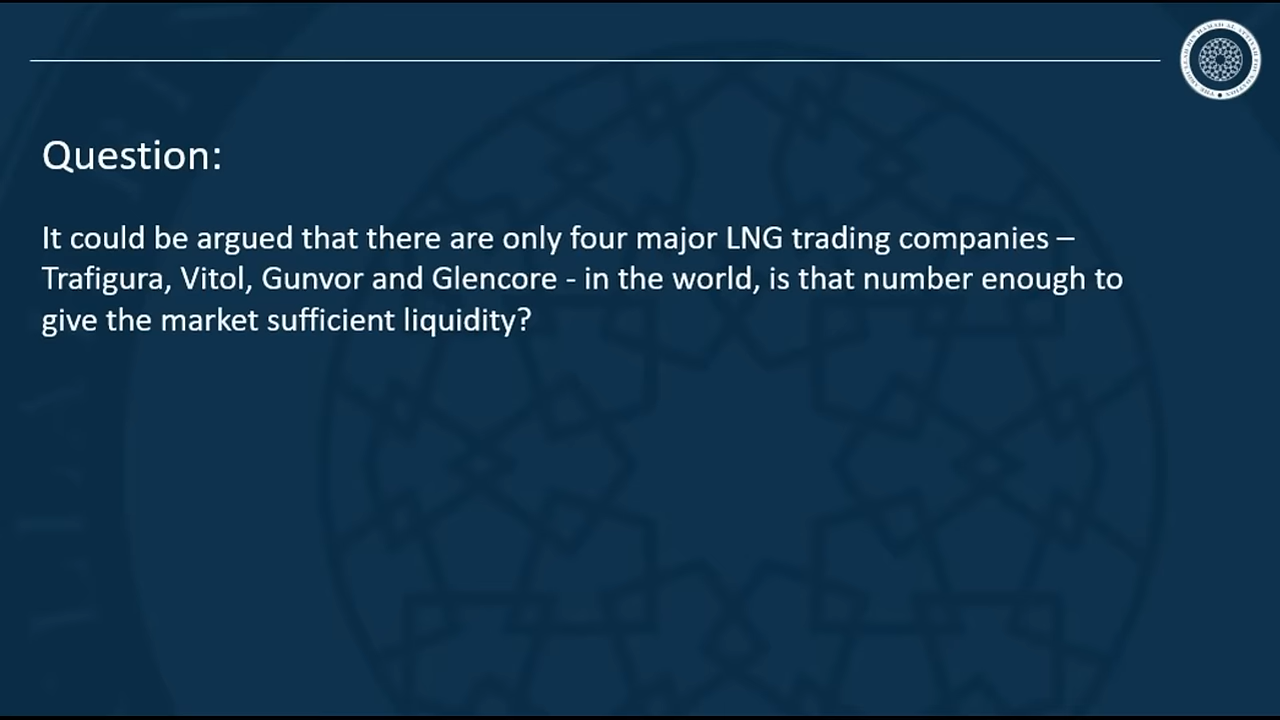 Question:
It could be argued that there are only four major LNG trading companies –
Trafigura, Vitol, Gunvor and Glencore - in the world, is that number enough to
give the market sufficient liquidity?